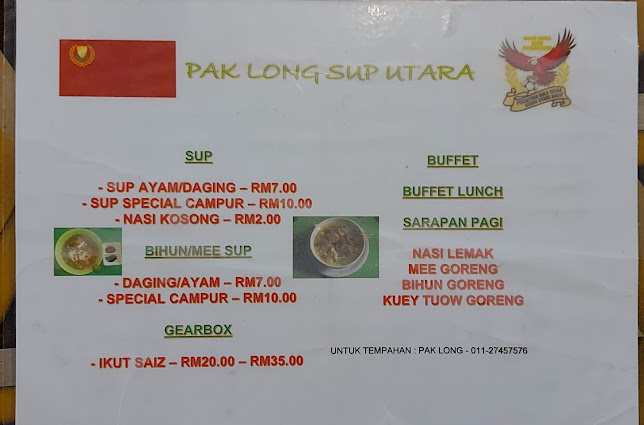 PAK LONG SUP UTARA
SUP
- SUP AYAM/DAGING – RM7.00
- SUP SPECIAL CAMPUR – RM10.00
- NASI KOSONG – RM2.00
BIHUN/MEE SUP
- DAGING/AYAM – RM7.00
- SPECIAL CAMPUR – RM10.00
GEARBOX
- IKUT SAIZ – RM20.00 – RM35.00
BUFFET
BUFFET LUNCH
SARAPAN PAGI
NASI LEMAK
MEE GORENG
BIHUN GORENG
KUEY TUOW GORENG
UNTUK TEMPAHAN : PAK LONG - 011-27457576